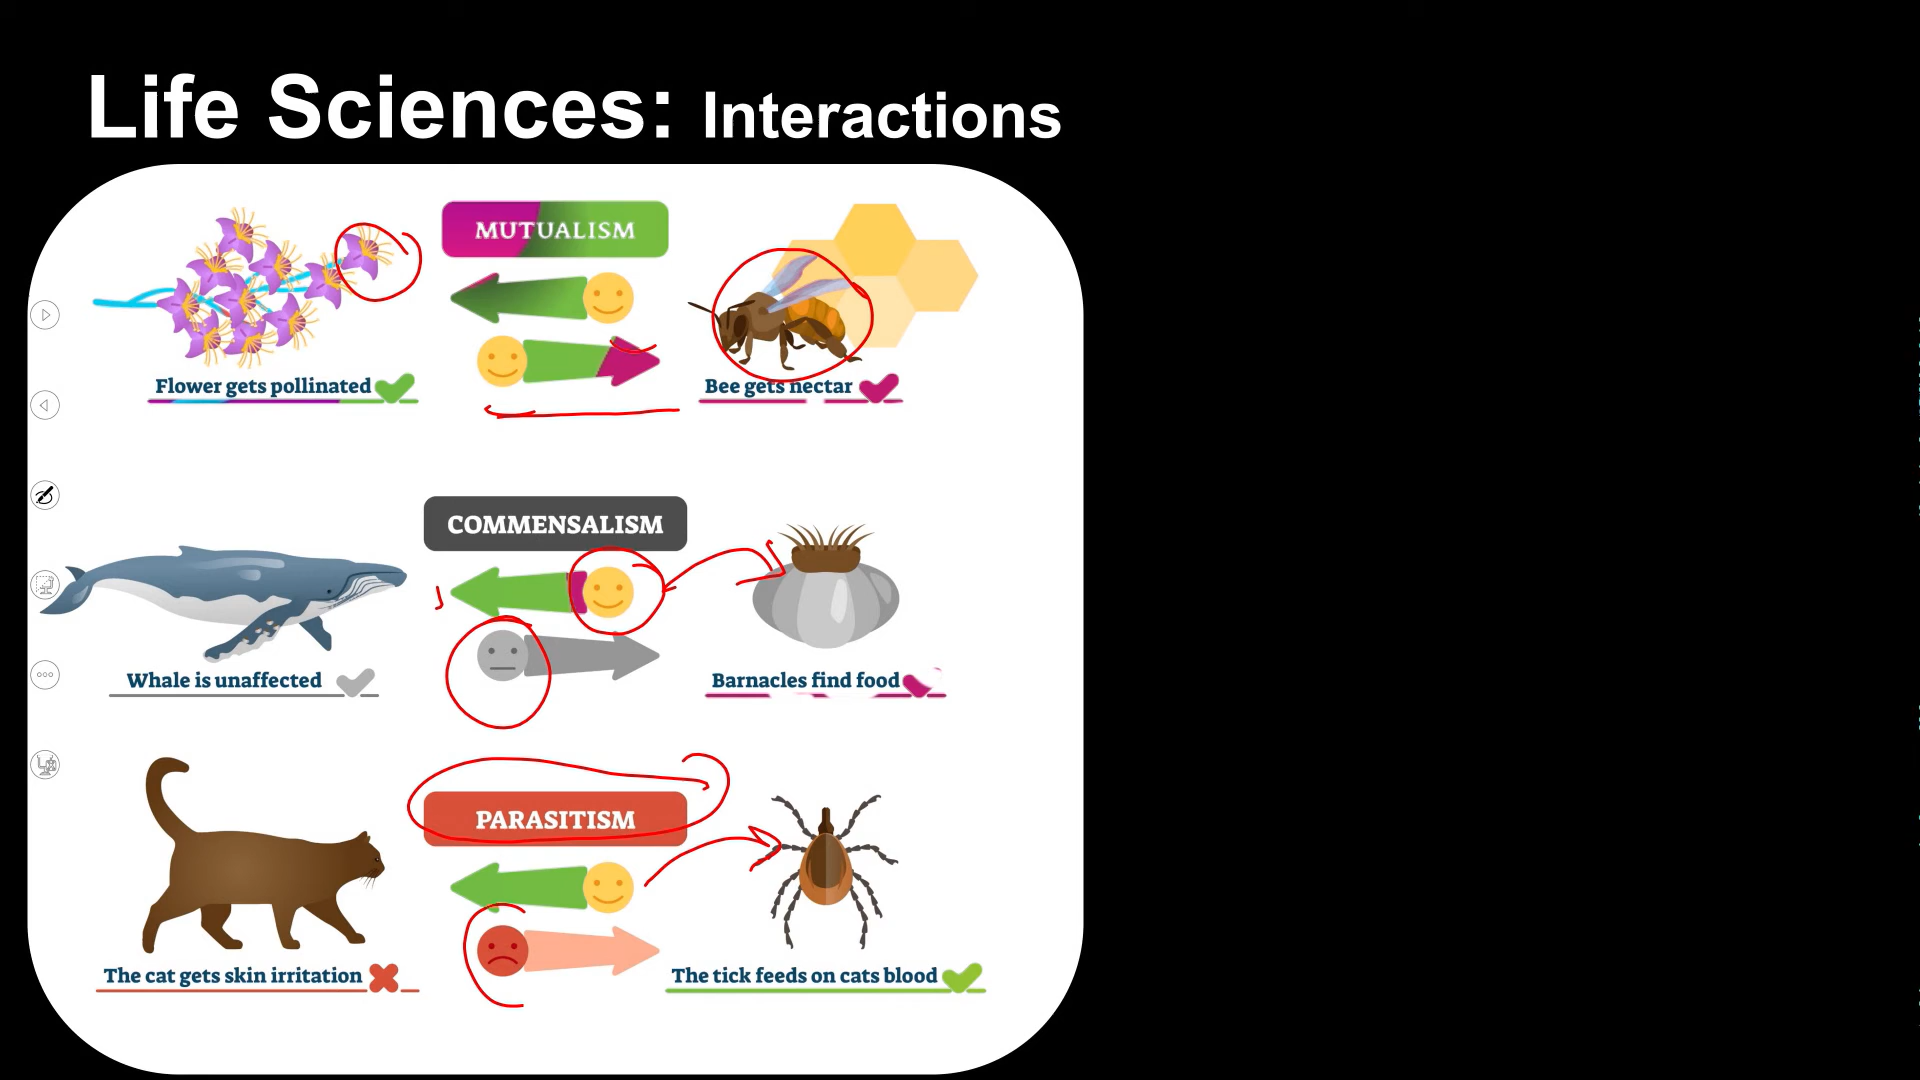 Life Sciences: Interactions
MUTUALISM
Flower gets pollinated
Bee gets nectar
COMMENSALISM
Whale is unaffected
Barnacles find food
PARASITISM
The cat gets skin irritation
The tick feeds on cats blood